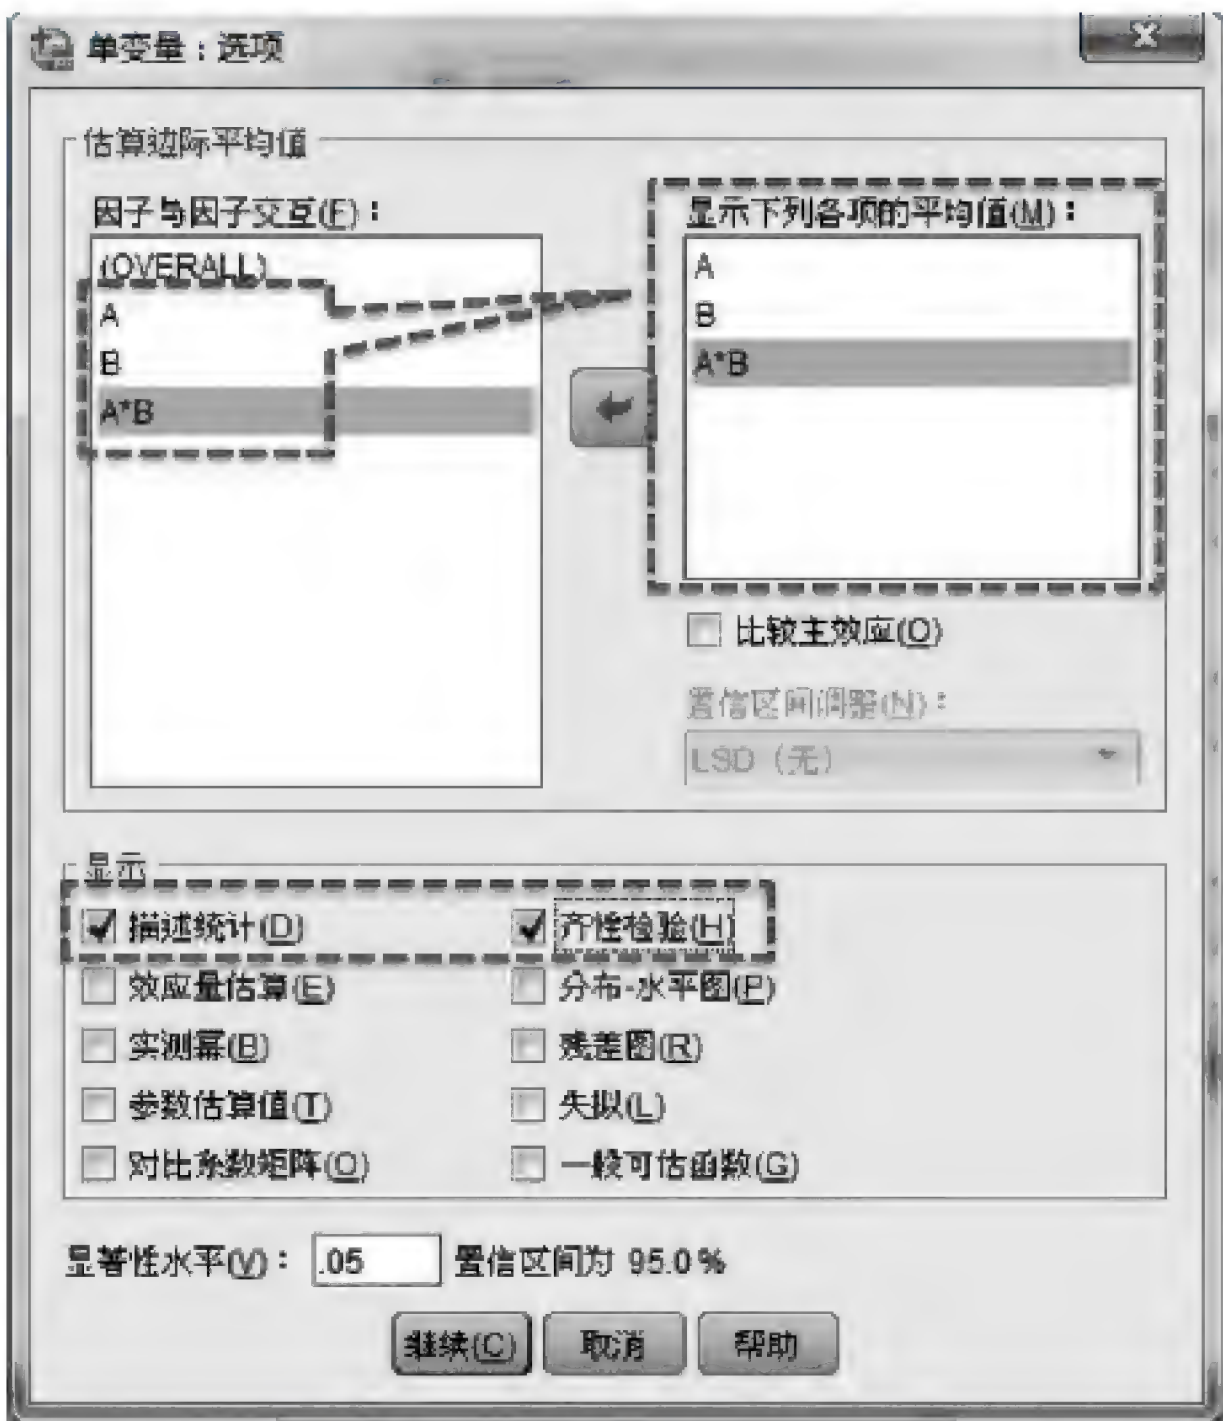 单变量：选项
估算边际平均值
因子与因子交互(F)：
(OVERALL)
A
B
A*B
显示下列各项的平均值(M)：
A
B
A*B
比较主效应(O)
置信区间调整(N)：
LSD（无）
显示
描述统计(D)
齐性检验(H)
效应量估算(E)
分布-水平图(P)
实测幂(B)
残差图(R)
参数估算值(T)
失拟(L)
对比系数矩阵(O)
一般可估函数(G)
显著性水平(V)： .05 置信区间为 95.0 %
继续(C) 取消 帮助